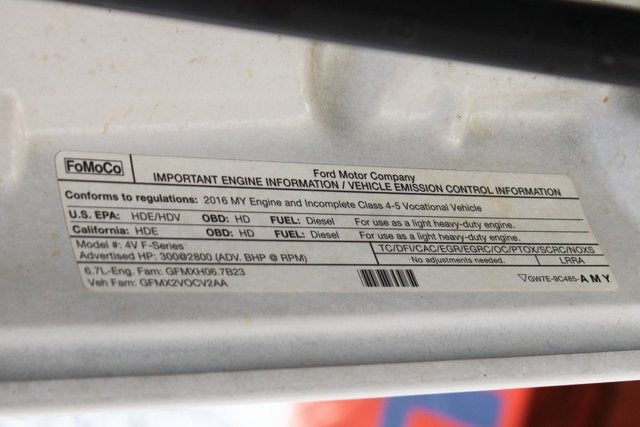 FoMoCo
Ford Motor Company
IMPORTANT ENGINE INFORMATION / VEHICLE EMISSION CONTROL INFORMATION
Conforms to regulations: 2016 MY Engine and Incomplete Class 4-5 Vocational Vehicle
U.S. EPA: HDE/HDV OBD: HD FUEL: Diesel For use as a light heavy-duty engine.
California: HDE OBD: HD FUEL: Diesel For use as a light heavy-duty engine.
Model #: 4V F-Series TC/DFI/CAC/EGR/EGRC/OC/PTOX/SCRC/NOXS
Advertised HP: 300@2800 (ADV. BHP @ RPM) No adjustments needed. LRRA
6.7L-Eng. Fam: GFMXH06.7B23
Veh Fam: GFMX2VOCV2AA GW7E-9C485-AMY